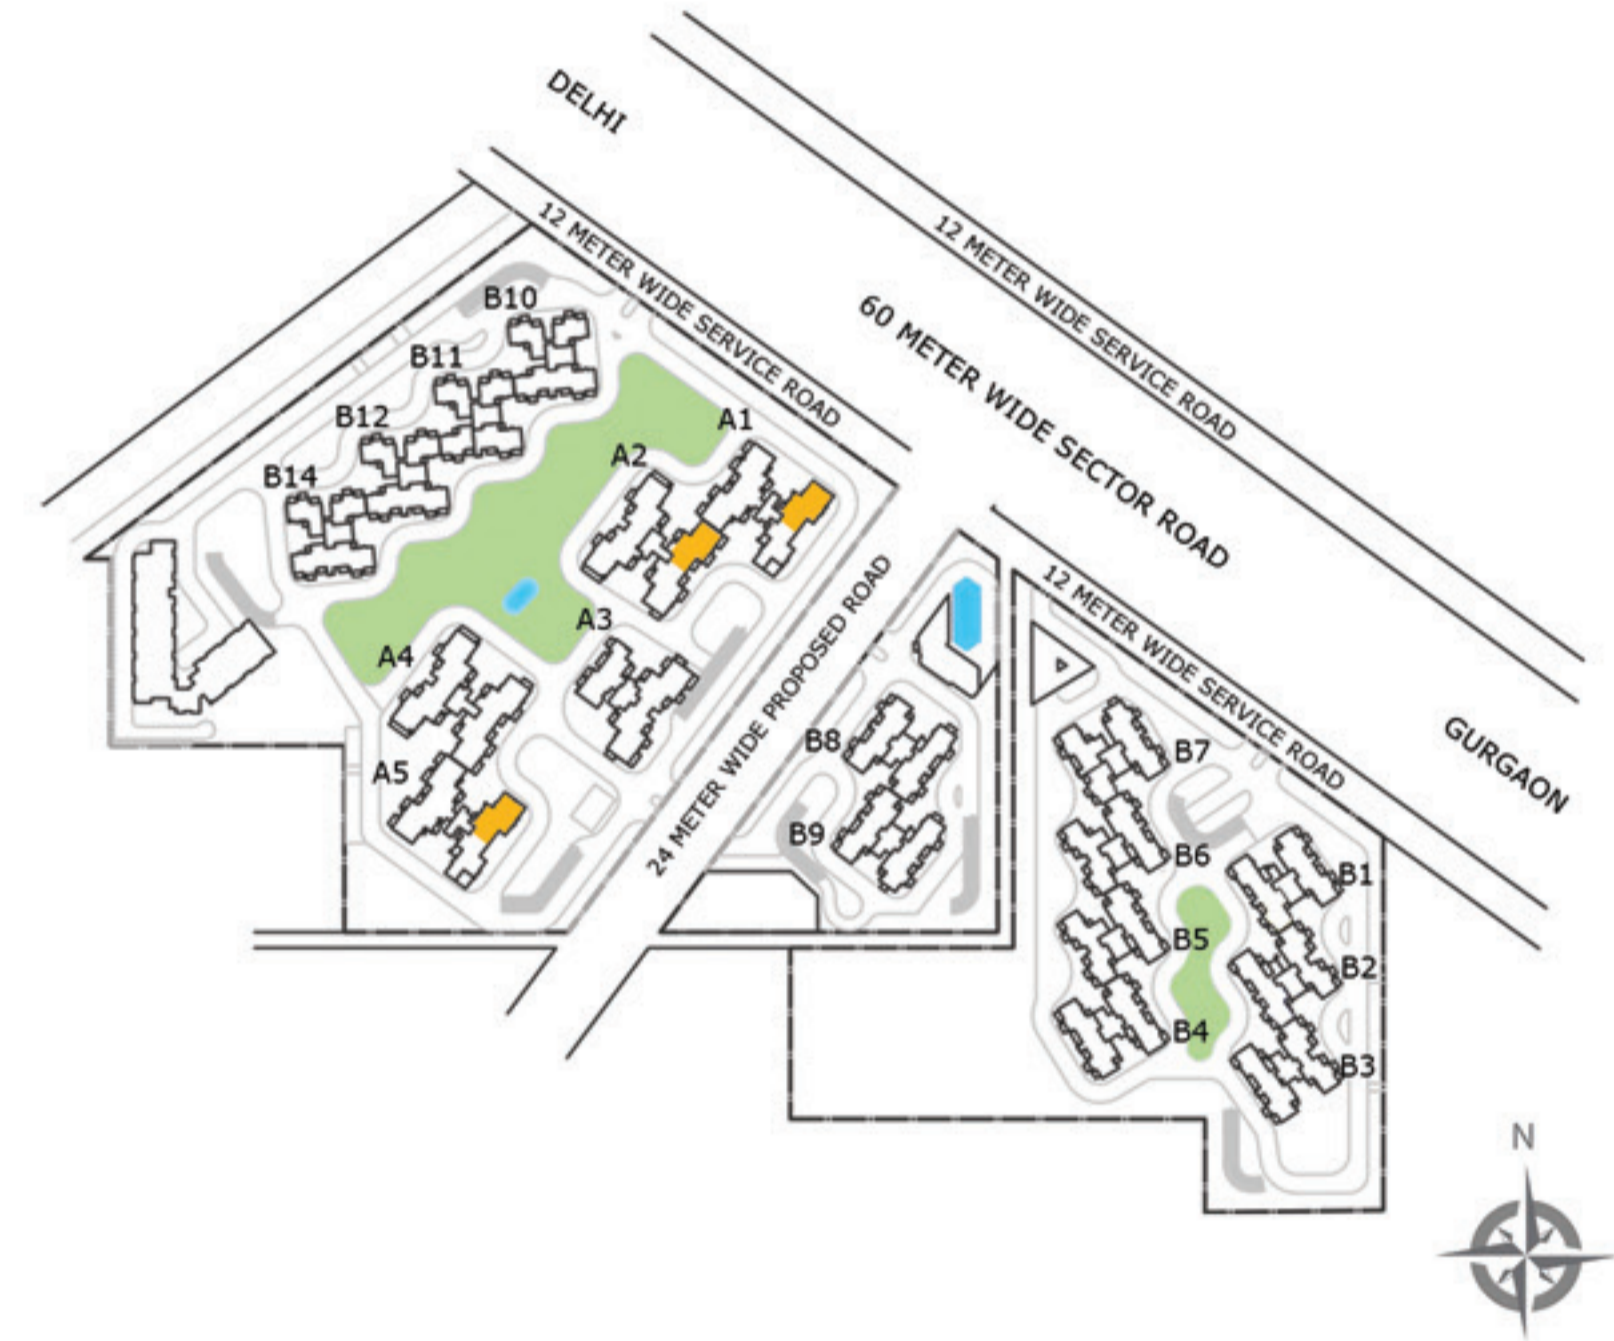 DELHI
12 METER WIDE SERVICE ROAD
12 METER WIDE SERVICE ROAD
60 METER WIDE SECTOR ROAD
B10
B11
B12
B14
A1
A2
A3
A4
A5
24 METER WIDE PROPOSED ROAD
12 METER WIDE SERVICE ROAD
GURGAON
B8
B9
B7
B6
B5
B4
B1
B2
B3
N